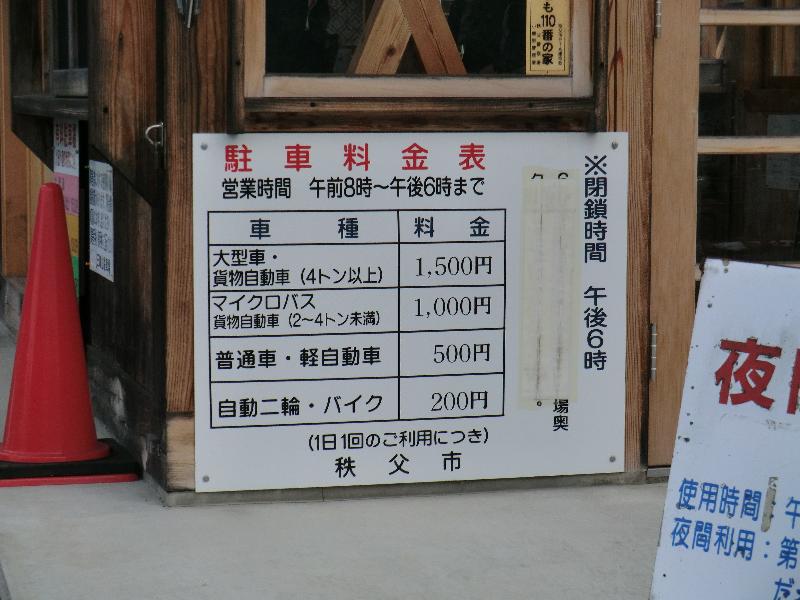 も110番の家
駐車料金表
営業時間 午前8時〜午後6時まで
車種 料金
大型車・
貨物自動車（4トン以上） 1,500円
マイクロバス
貨物自動車（2〜4トン未満） 1,000円
普通車・軽自動車 500円
自動二輪・バイク 200円
（1日1回のご利用につき）
秩父市
※閉鎖時間 午後6時
場奥
。
夜
使用時間：午
夜間利用：第
だ